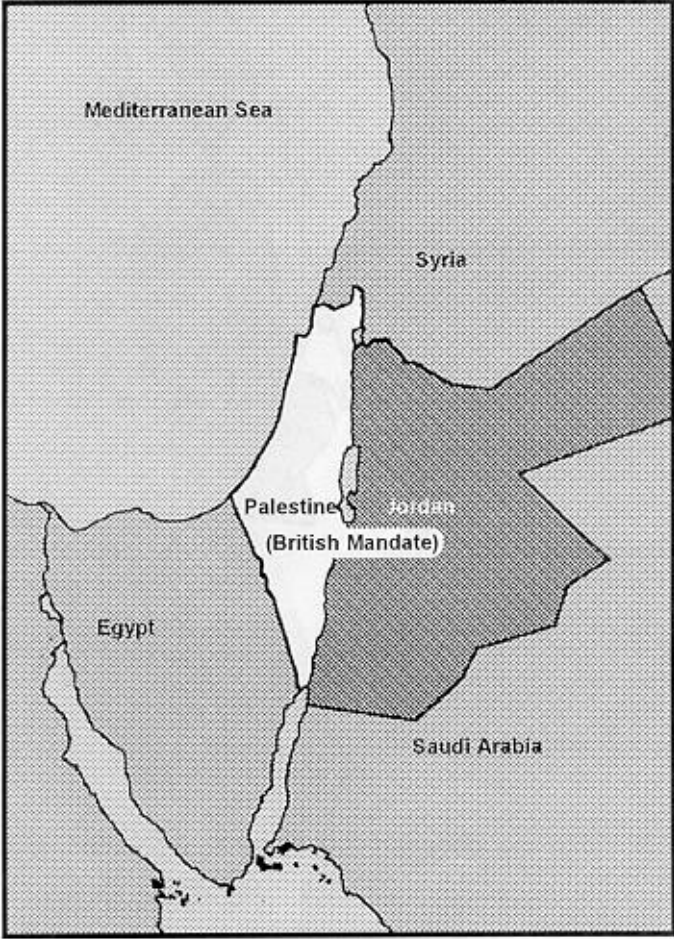 Mediterranean Sea
Syria
Palestine
Jordan
(British Mandate)
Egypt
Saudi Arabia